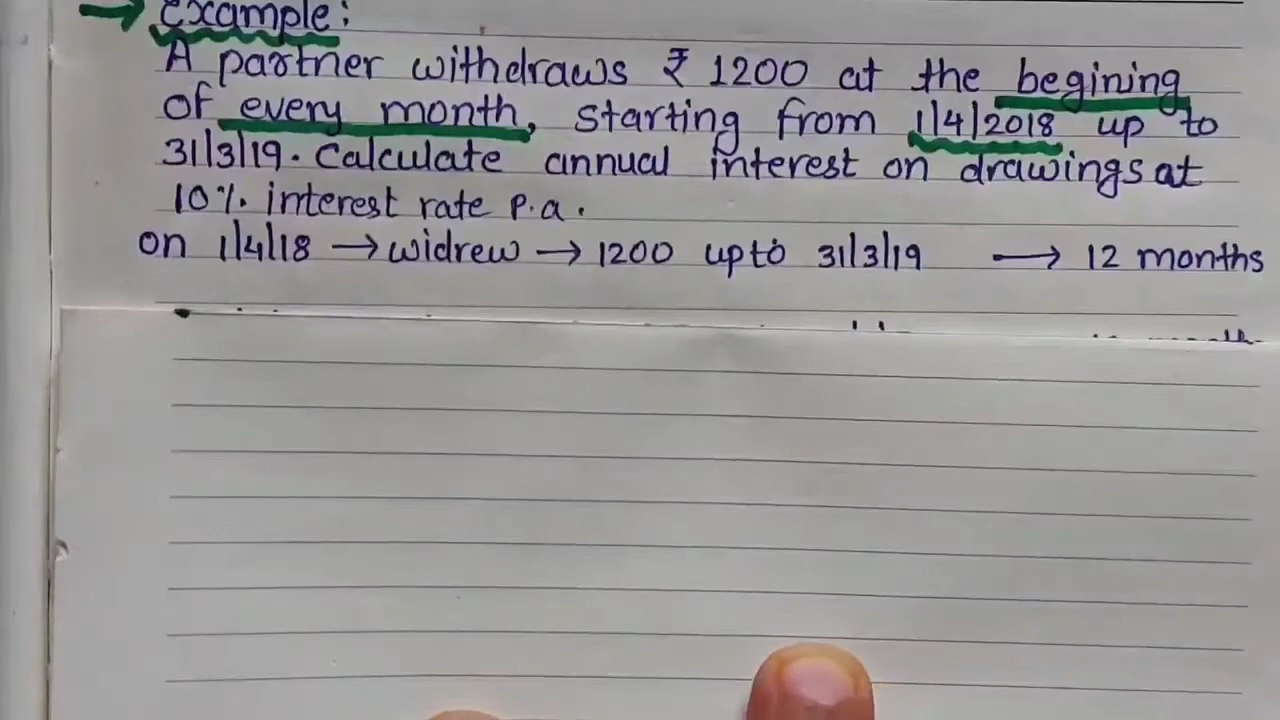 → Example:
A partner withdraws ₹ 1200 at the begining
of every month, starting from 1/4/2018 up to
31/3/19. Calculate annual interest on drawings at
10% interest rate p.a.
on 1/4/18 → widrew → 1200 upto 31/3/19 → 12 months